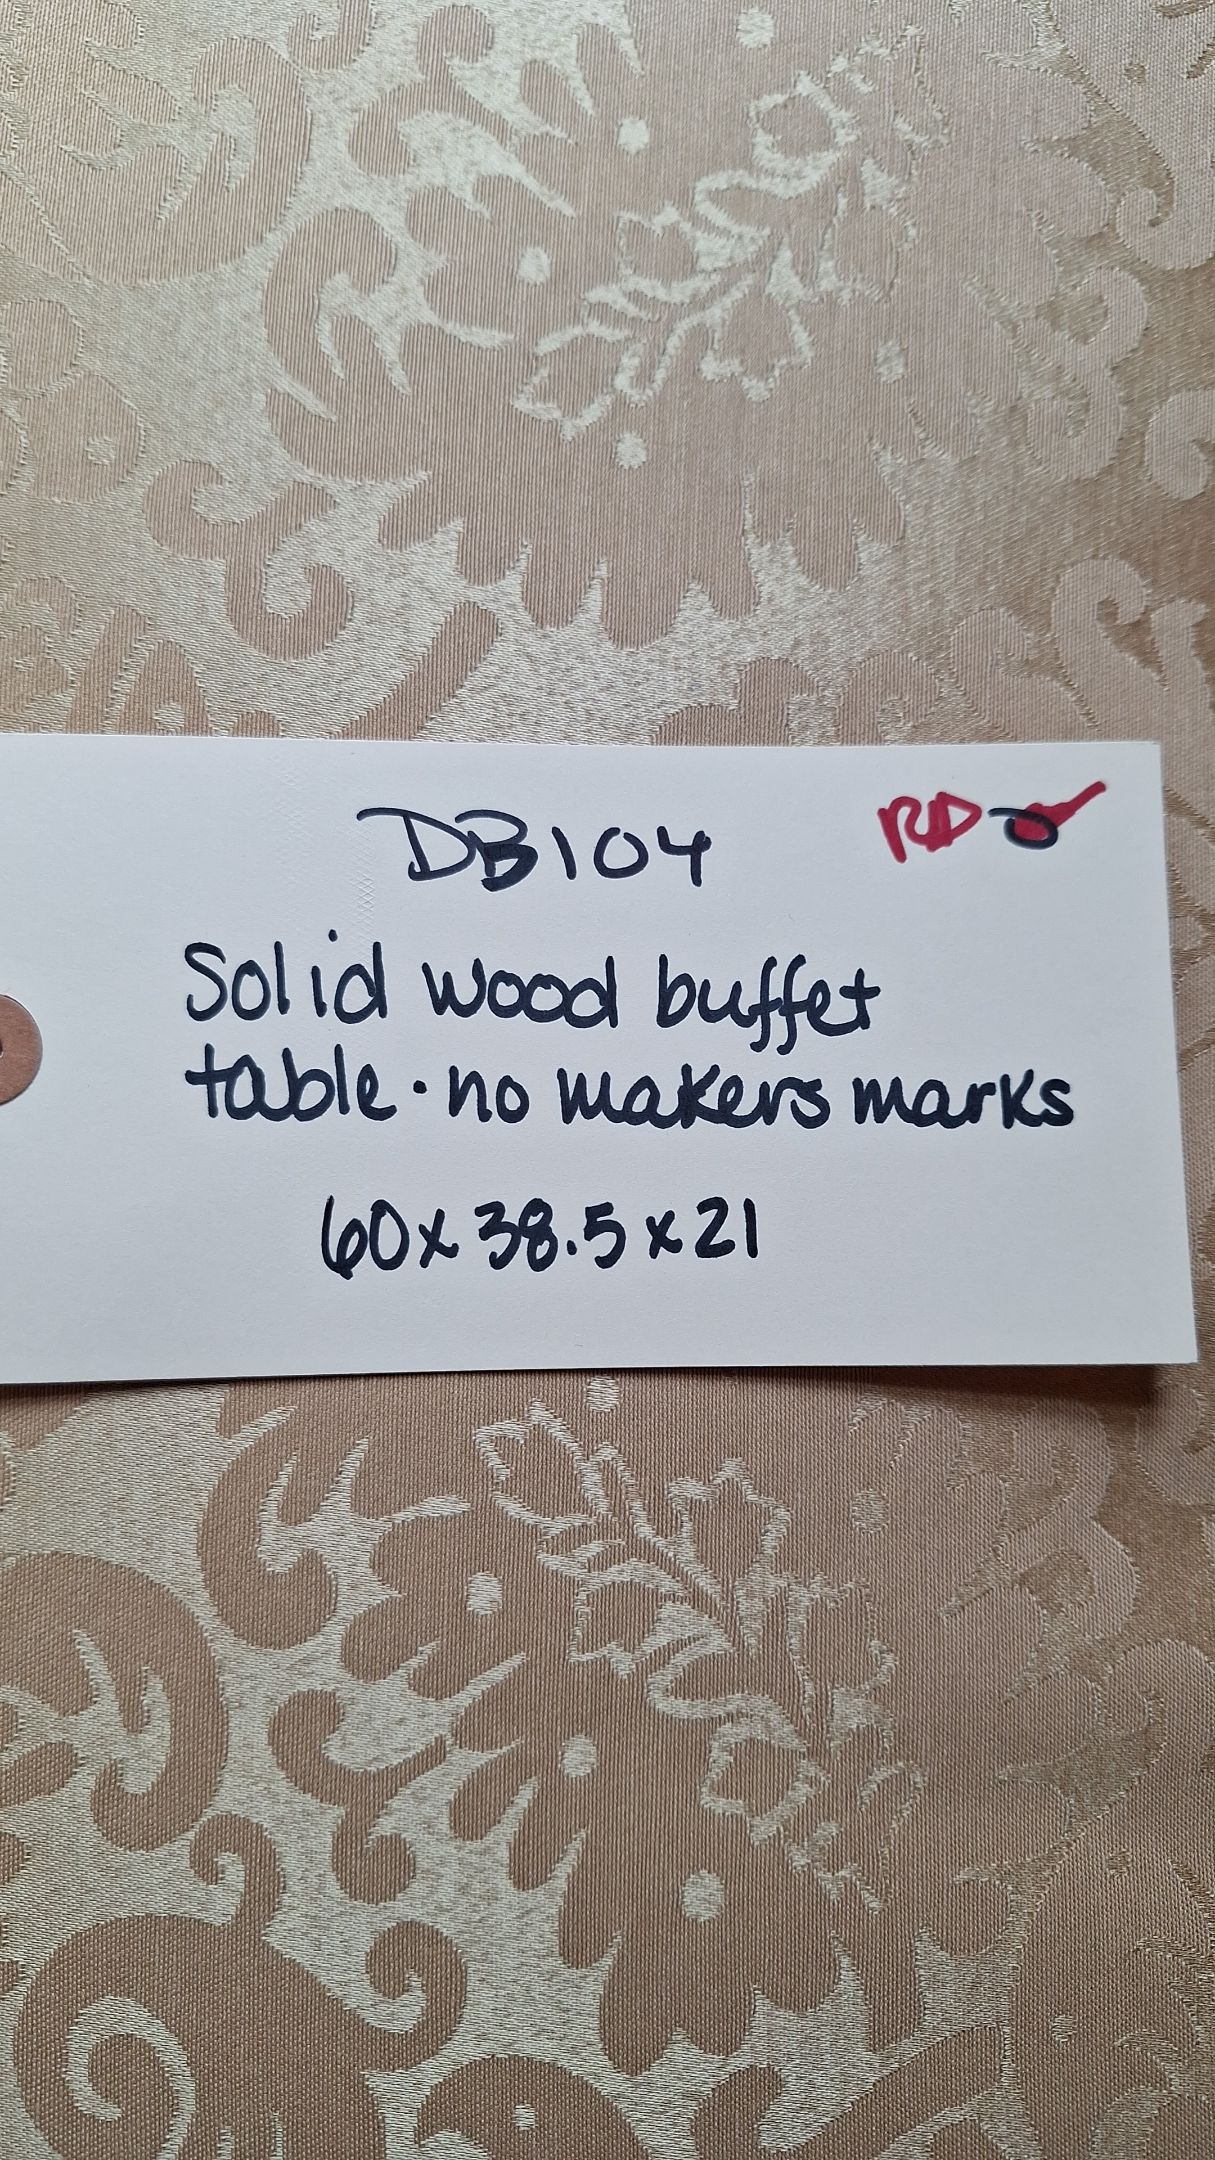 DB104 RD
Solid wood buffet
table · no makers marks
60x38.5x21